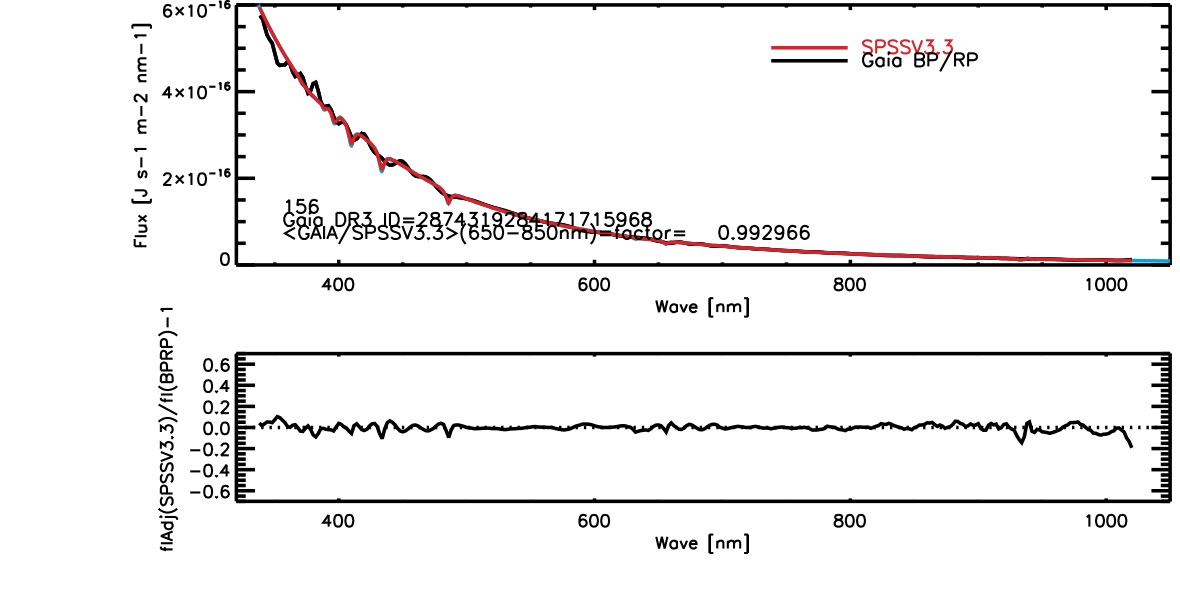 6×10−16
SPSSV3.3
Gaia BP/RP
4×10−16
2×10−16
156
Gaia DR3 ID=2874319284171715968
<GAIA/SPSSV3.3>(650−850nm)=factor= 0.992966
0
Flux [J s−1 m−2 nm−1]
400 600 800 1000
Wave [nm]
0.6
0.4
0.2
0.0
−0.2
−0.4
−0.6
flAdj(SPSSV3.3)/fl(BPRP)−1
400 600 800 1000
Wave [nm]